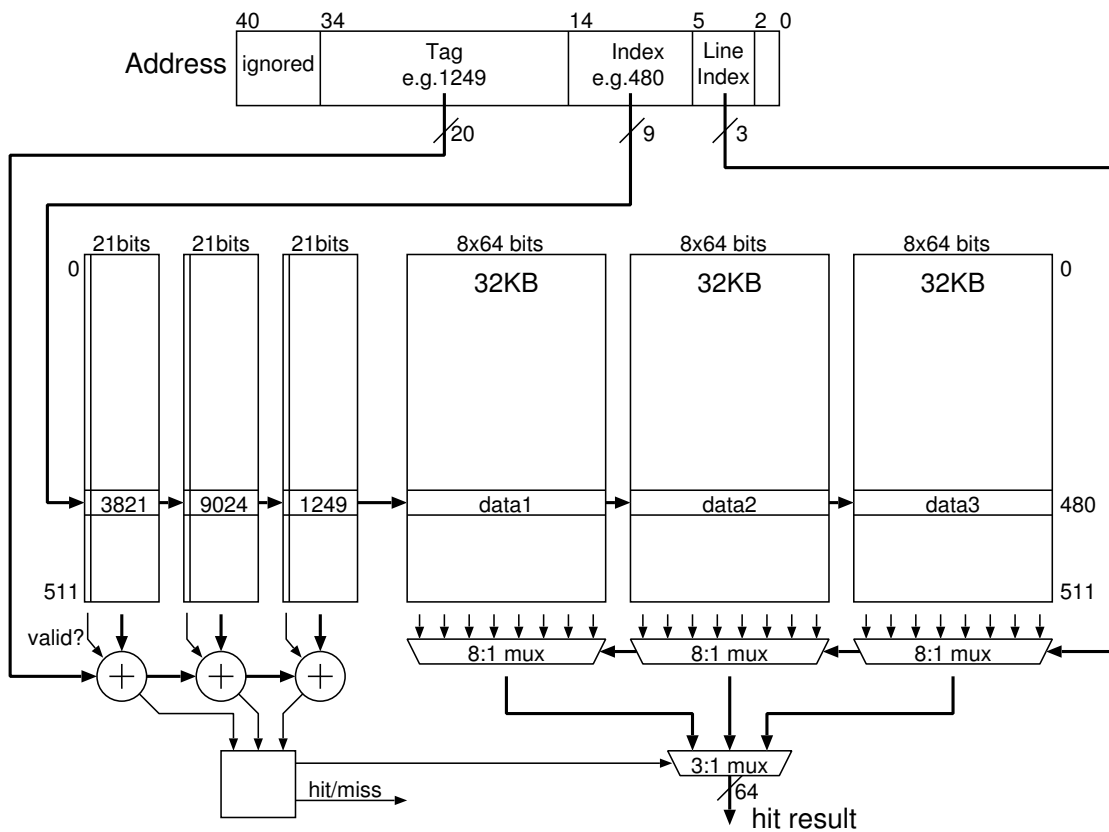 40 34 14 5 2 0
Address
ignored
Tag
e.g.1249
Index
e.g.480
Line
Index
20 9 3
21bits 21bits 21bits 8x64 bits 8x64 bits 8x64 bits
0 32KB 32KB 32KB 0
3821 9024 1249 data1 data2 data3 480
511 511
valid?
8:1 mux 8:1 mux 8:1 mux
+ + +
3:1 mux
hit/miss
64
hit result